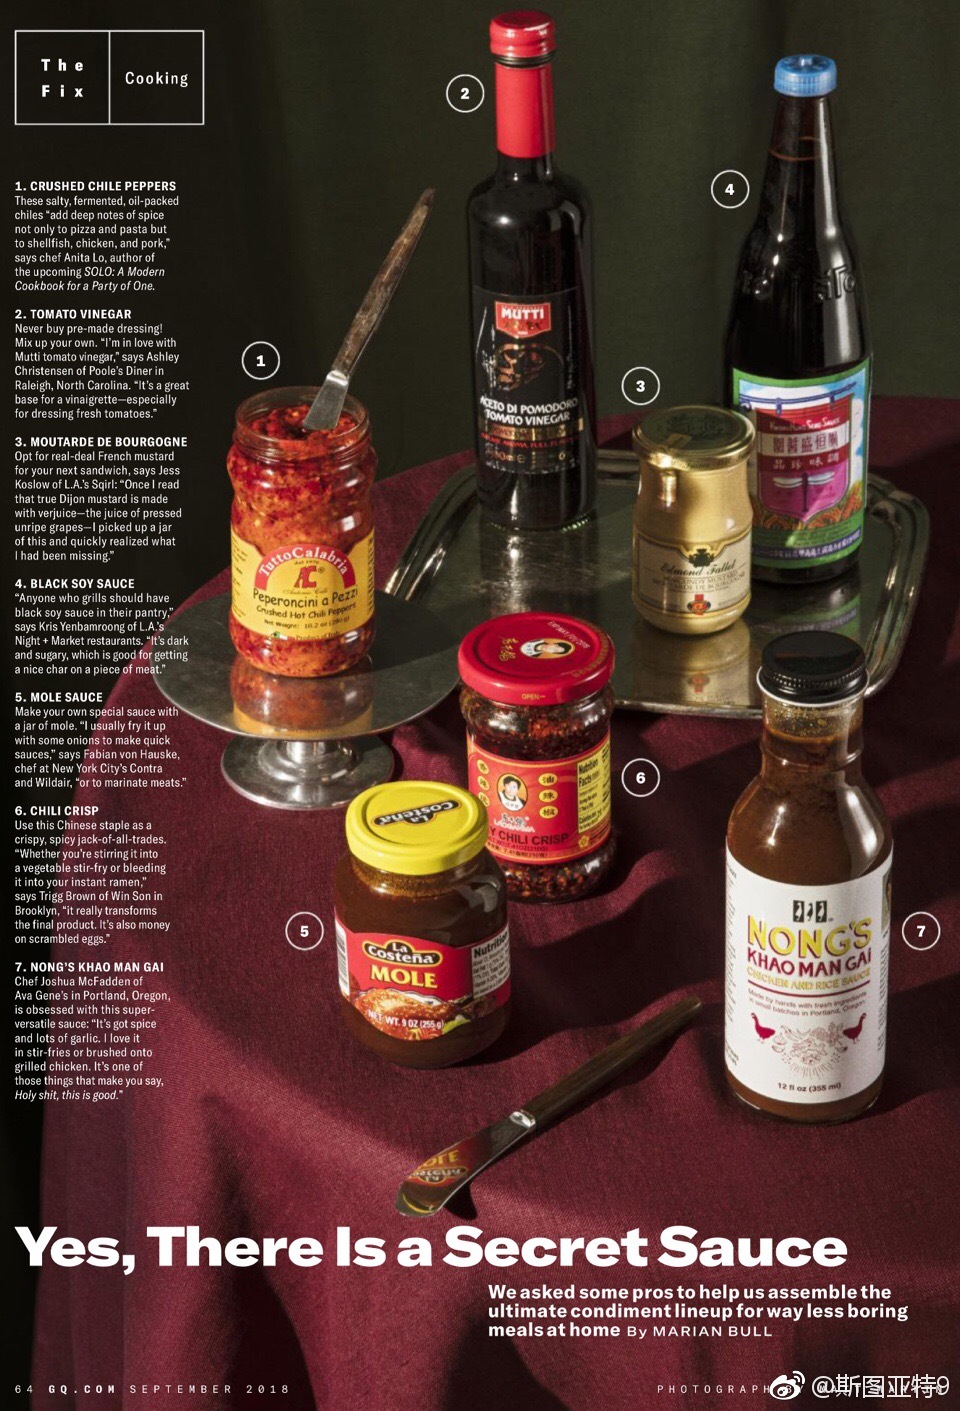 The
Fix
Cooking
1. CRUSHED CHILE PEPPERS
These salty, fermented, oil-packed
chiles “add deep notes of spice
not only to pizza and pasta but
to shellfish, chicken, and pork,”
says chef Anita Lo, author of
the upcoming SOLO: A Modern
Cookbook for a Party of One.
2. TOMATO VINEGAR
Never buy pre-made dressing!
Mix up your own. “I’m in love with
Mutti tomato vinegar,” says Ashley
Christensen of Poole’s Diner in
Raleigh, North Carolina. “It’s a great
base for a vinaigrette—especially
for dressing fresh tomatoes.”
3. MOUTARDE DE BOURGOGNE
Opt for real-deal French mustard
for your next sandwich, says Jess
Koslow of L.A.’s Sqirl: “Once I read
that true Dijon mustard is made
with verjuice—the juice of pressed
unripe grapes—I picked up a jar
of this and quickly realized what
I had been missing.”
4. BLACK SOY SAUCE
“Anyone who grills should have
black soy sauce in their pantry,”
says Kris Yenbamroong of L.A.’s
Night + Market restaurants. “It’s dark
and sugary, which is good for getting
a nice char on a piece of meat.”
5. MOLE SAUCE
Make your own special sauce with
a jar of mole. “I usually fry it up
with some onions to make quick
sauces,” says Fabian von Hauske,
chef at New York City’s Contra
and Wildair, “or to marinate meats.”
6. CHILI CRISP
Use this Chinese staple as a
crispy, spicy jack-of-all-trades.
“Whether you’re stirring it into
a vegetable stir-fry or bleeding
it into your instant ramen,”
says Trigg Brown of Win Son in
Brooklyn, “it really transforms
the final product. It’s also money
on scrambled eggs.”
7. NONG’S KHAO MAN GAI
Chef Joshua McFadden of
Ava Gene’s in Portland, Oregon,
is obsessed with this super-
versatile sauce: “It’s got spice
and lots of garlic. I love it
in stir-fries or brushed onto
grilled chicken. It’s one of
those things that make you say,
Holy shit, this is good.”
1
2
3
4
5
6
7
TuttoCalabria
Peperoncini a Pezzi
Crushed Hot Chili Peppers
Net Weight: 10.2 oz (290 g)
MUTTI
ACETO DI POMODORO
TOMATO VINEGAR
Edmond Fallot
OPEN
油辣椒
Nutrition
Facts
CHILI CRISP
La
Costeña
La
Costeña
MOLE
NET WT. 9 OZ (255 g)
Nutrition
NONG’S
KHAO MAN GAI
CHICKEN AND RICE SAUCE
Made by hands with fresh ingredients
in small batches in Portland, Oregon
12 fl oz (355 ml)
Yes, There Is a Secret Sauce
We asked some pros to help us assemble the
ultimate condiment lineup for way less boring
meals at home By MARIAN BULL
64 GQ.COM SEPTEMBER 2018
PHOTOGRAPH BY
@斯图亚特9